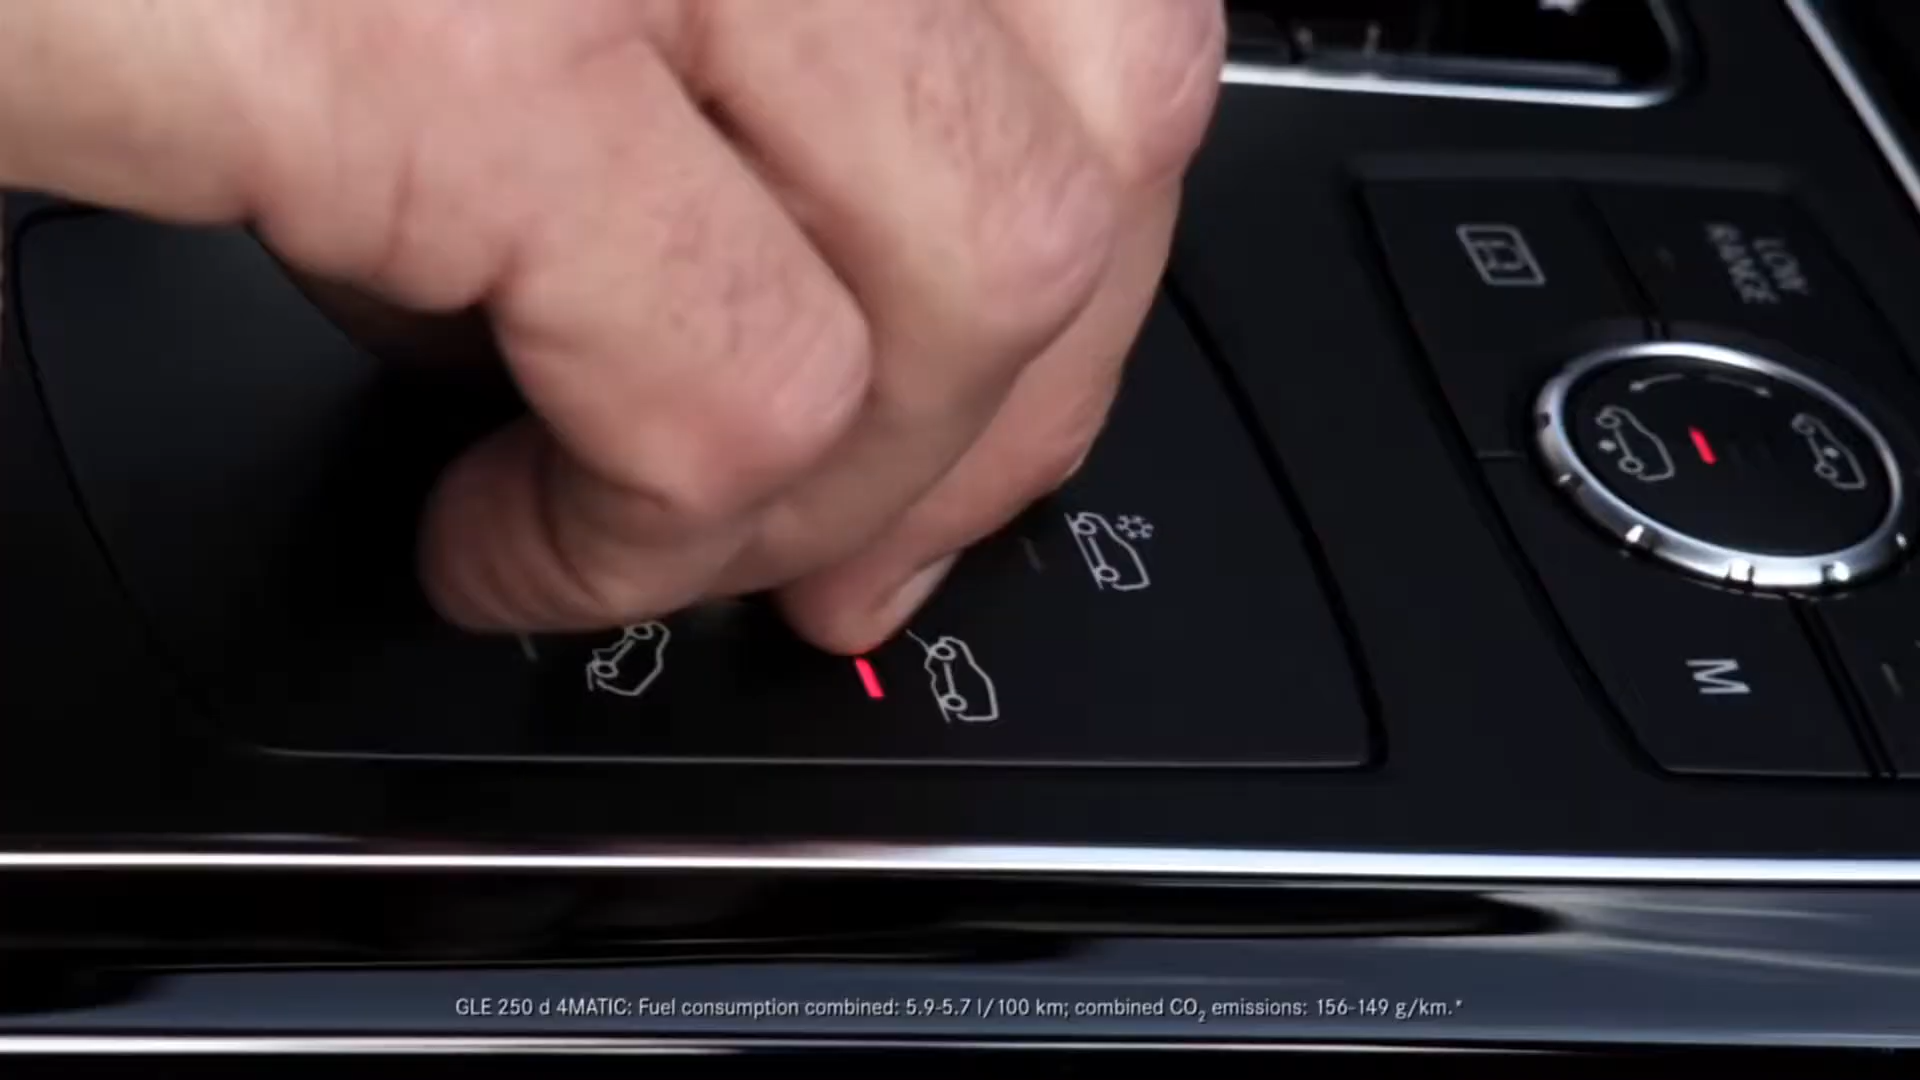 LOW
RANGE
M
GLE 250 d 4MATIC: Fuel consumption combined: 5.9-5.7 l/100 km; combined CO₂ emissions: 156-149 g/km.*